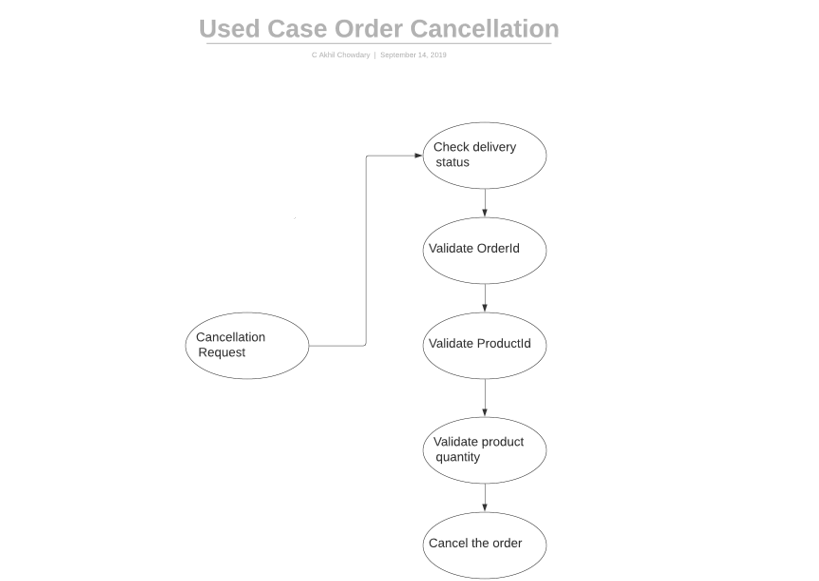 Used Case Order Cancellation
C Akhil Chowdary | September 14, 2019
Check delivery
status
Validate OrderId
Cancellation
Request
Validate ProductId
Validate product
quantity
Cancel the order